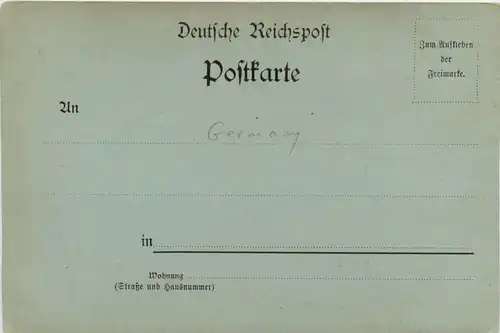 Deutsche Reichspost
Postkarte
Zum Aufkleben
der
Freimarke.
An
Germany
in
Wohnung
(Straße und Hausnummer)